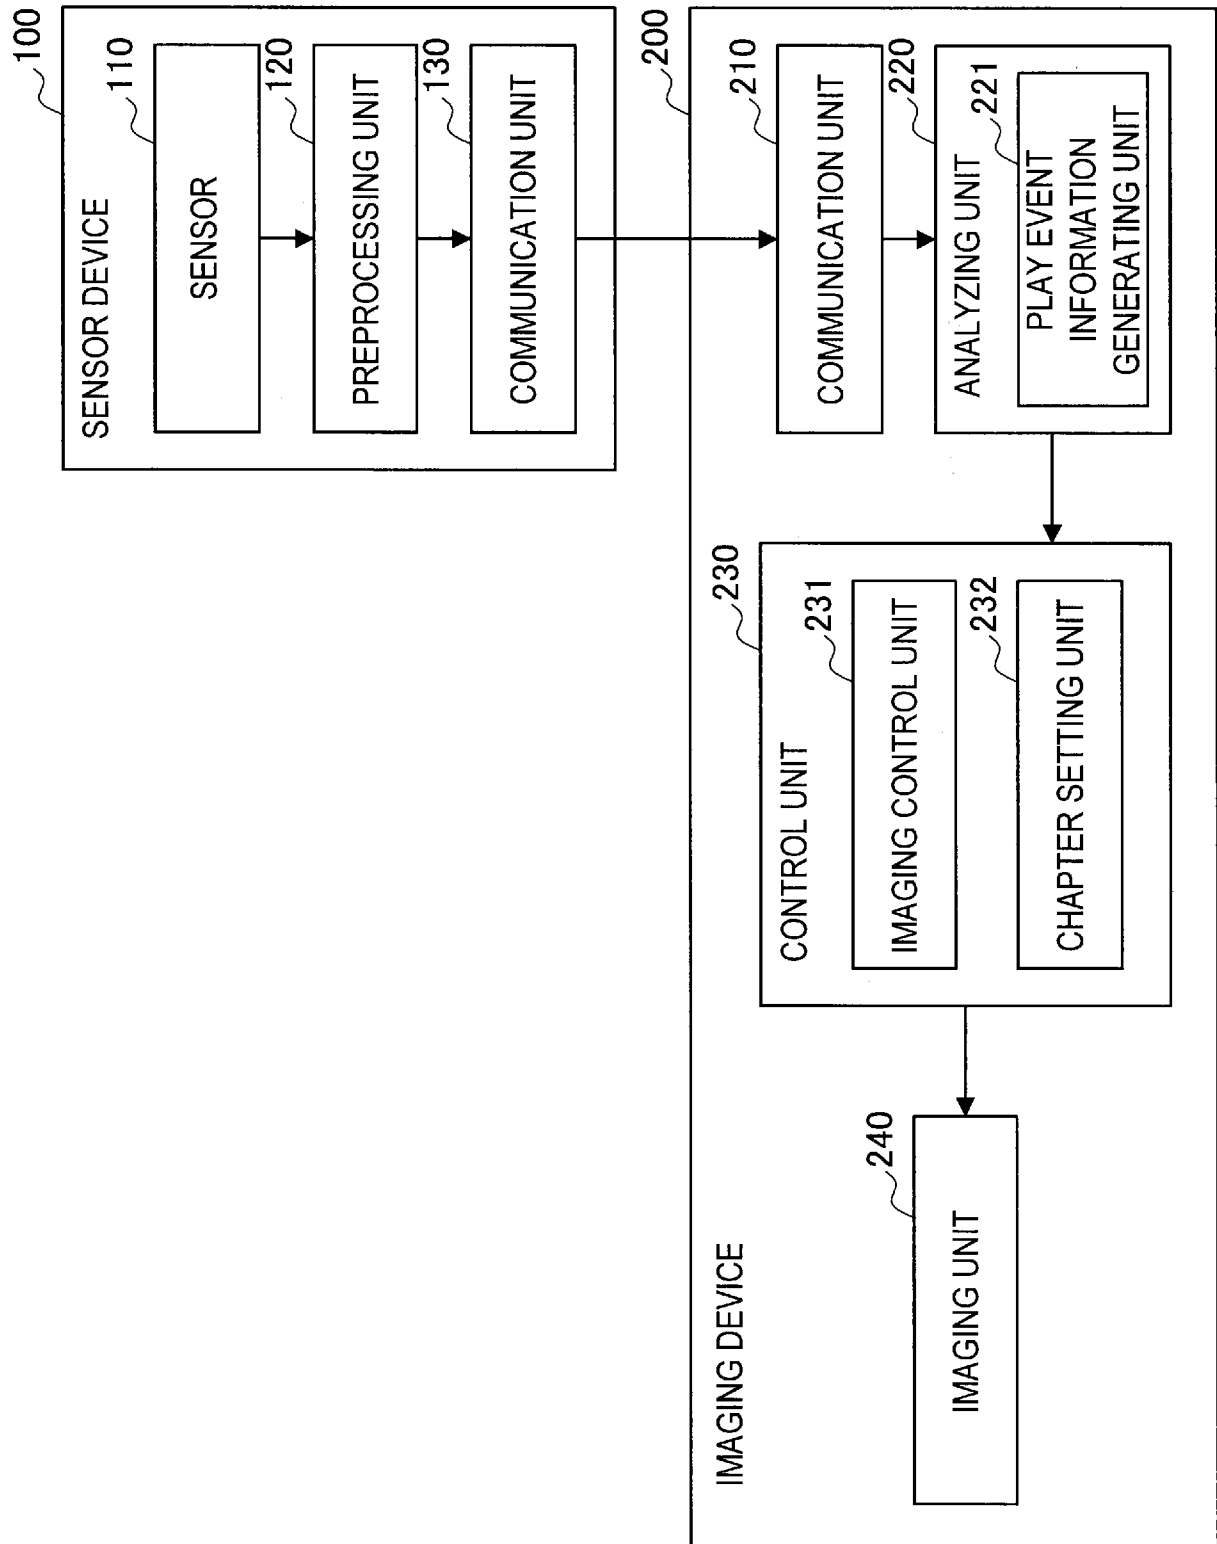 100
SENSOR DEVICE
110
SENSOR
120
PREPROCESSING UNIT
130
COMMUNICATION UNIT
200
IMAGING DEVICE
210
COMMUNICATION UNIT
220
ANALYZING UNIT
221
PLAY EVENT
INFORMATION
GENERATING UNIT
230
CONTROL UNIT
231
IMAGING CONTROL UNIT
232
CHAPTER SETTING UNIT
240
IMAGING UNIT